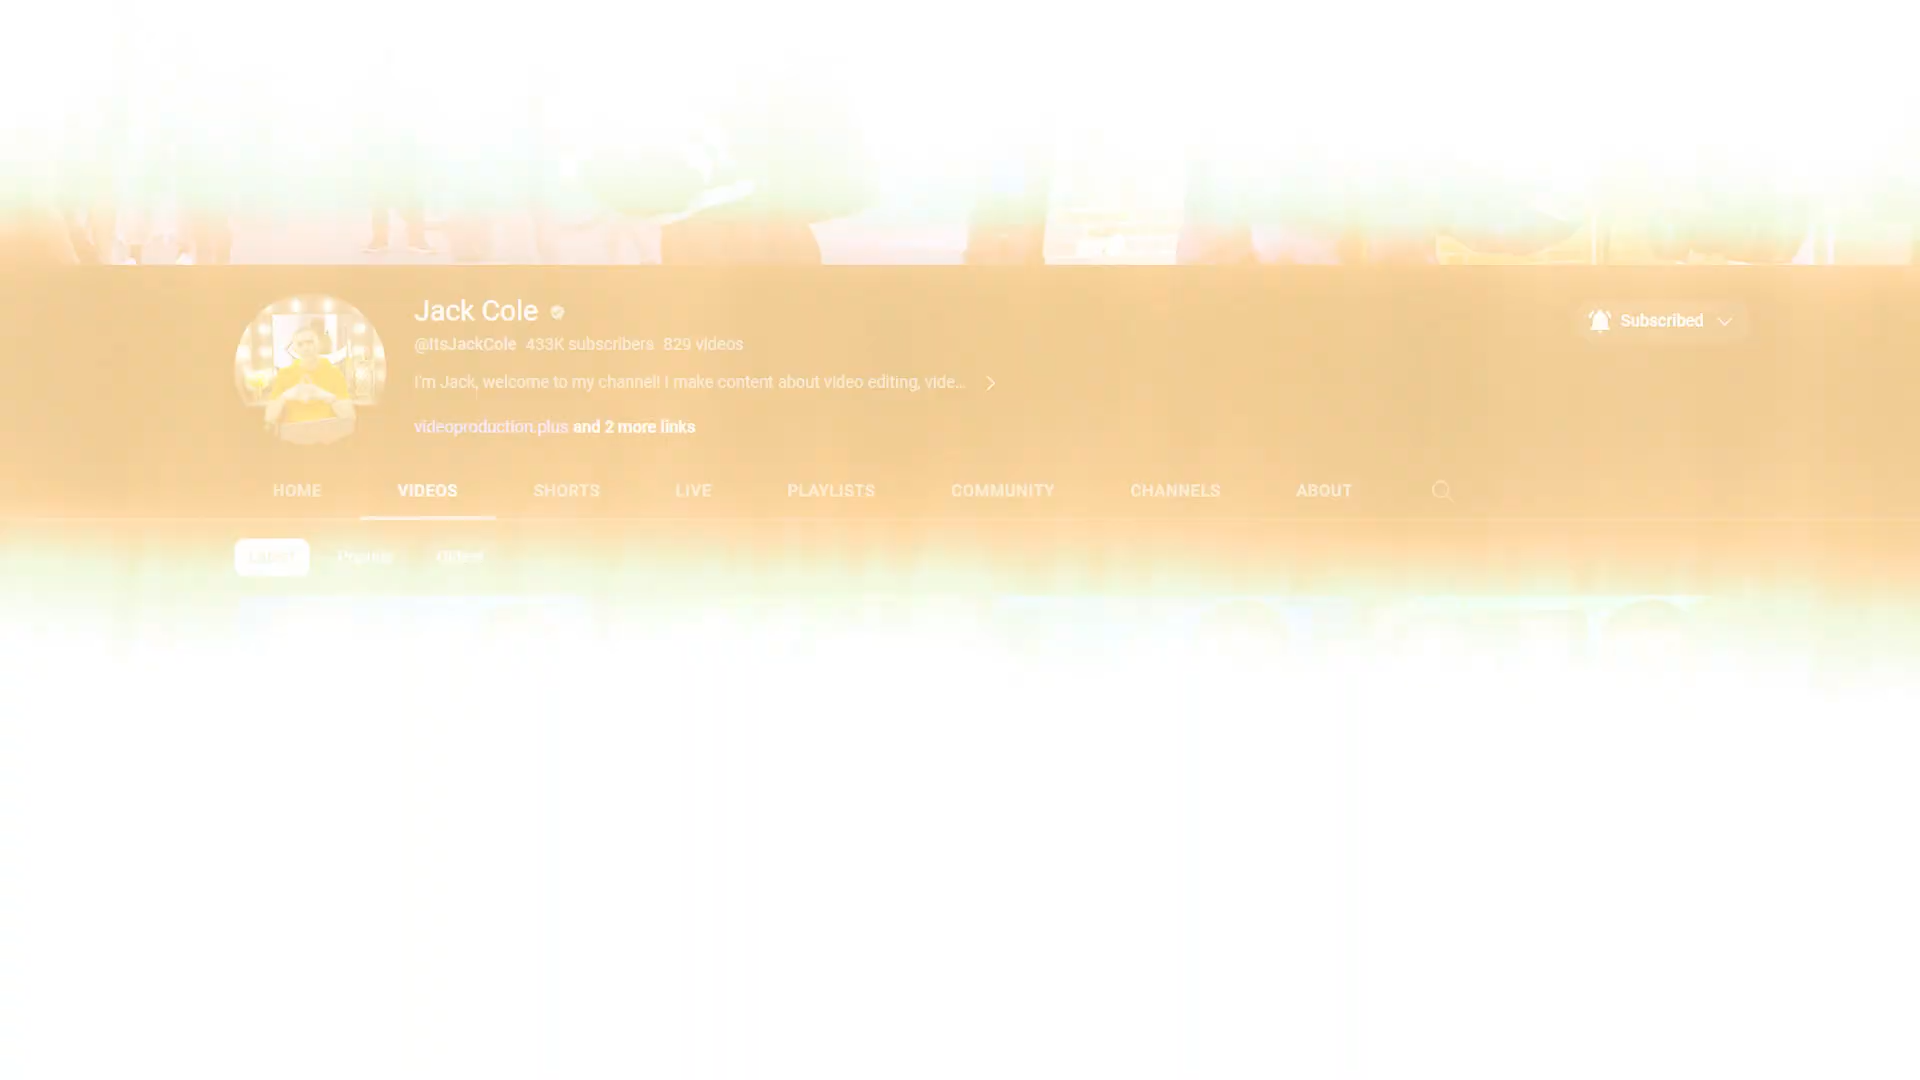 Jack Cole
@ItsJackCole 433K subscribers 829 videos
Subscribed
I'm Jack, welcome to my channel! I make content about video editing, vide...
videoproduction.plus and 2 more links
HOME VIDEOS SHORTS LIVE PLAYLISTS COMMUNITY CHANNELS ABOUT
Latest Popular Oldest